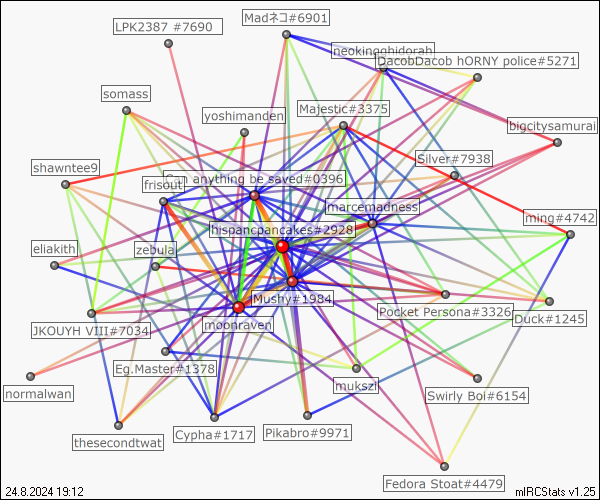 LPK2387 #7690
Madネコ#6901
neokingghidorah
DacobDacob hORNY police#5271
somass
yoshimanden
Majestic#3375
bigcitysamurai
shawntee9
Silver#7938
Can anything be saved#0396
frisout
marcemadness
ming#4742
hispancpancakes#2928
eliakith
zebula
Mushy#1984
JKOUYH VIII#7034
moonraven
Pocket Persona#3326
Duck#1245
Eg.Master#1378
normalwan
mukszi
Swirly Boi#6154
thesecondtwat
Cypha#1717
Pikabro#9971
Fedora Stoat#4479
24.8.2024 19:12
mIRCStats v1.25